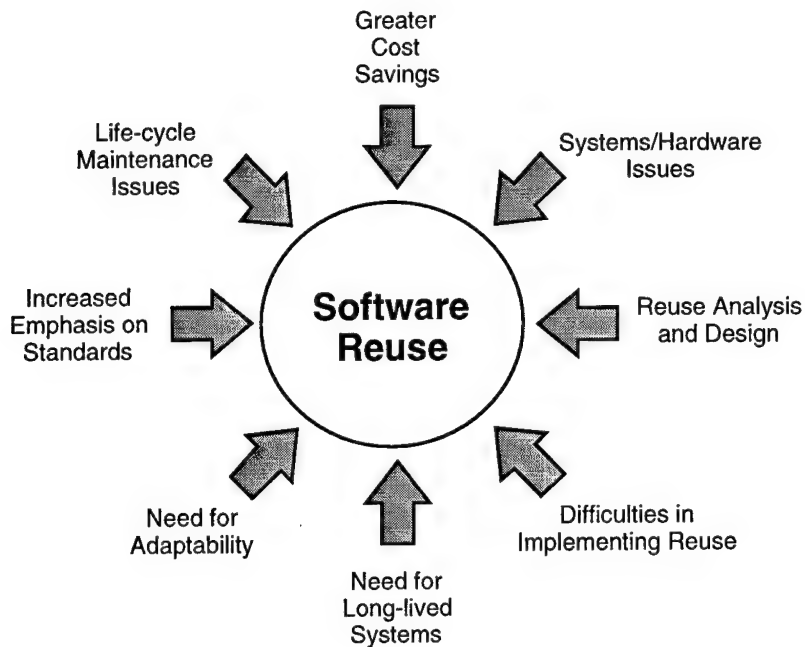 Greater
Cost
Savings
Life-cycle
Maintenance
Issues
Systems/Hardware
Issues
Increased
Emphasis on
Standards
Software
Reuse
Reuse Analysis
and Design
Need for
Adaptability
Difficulties in
Implementing Reuse
Need for
Long-lived
Systems